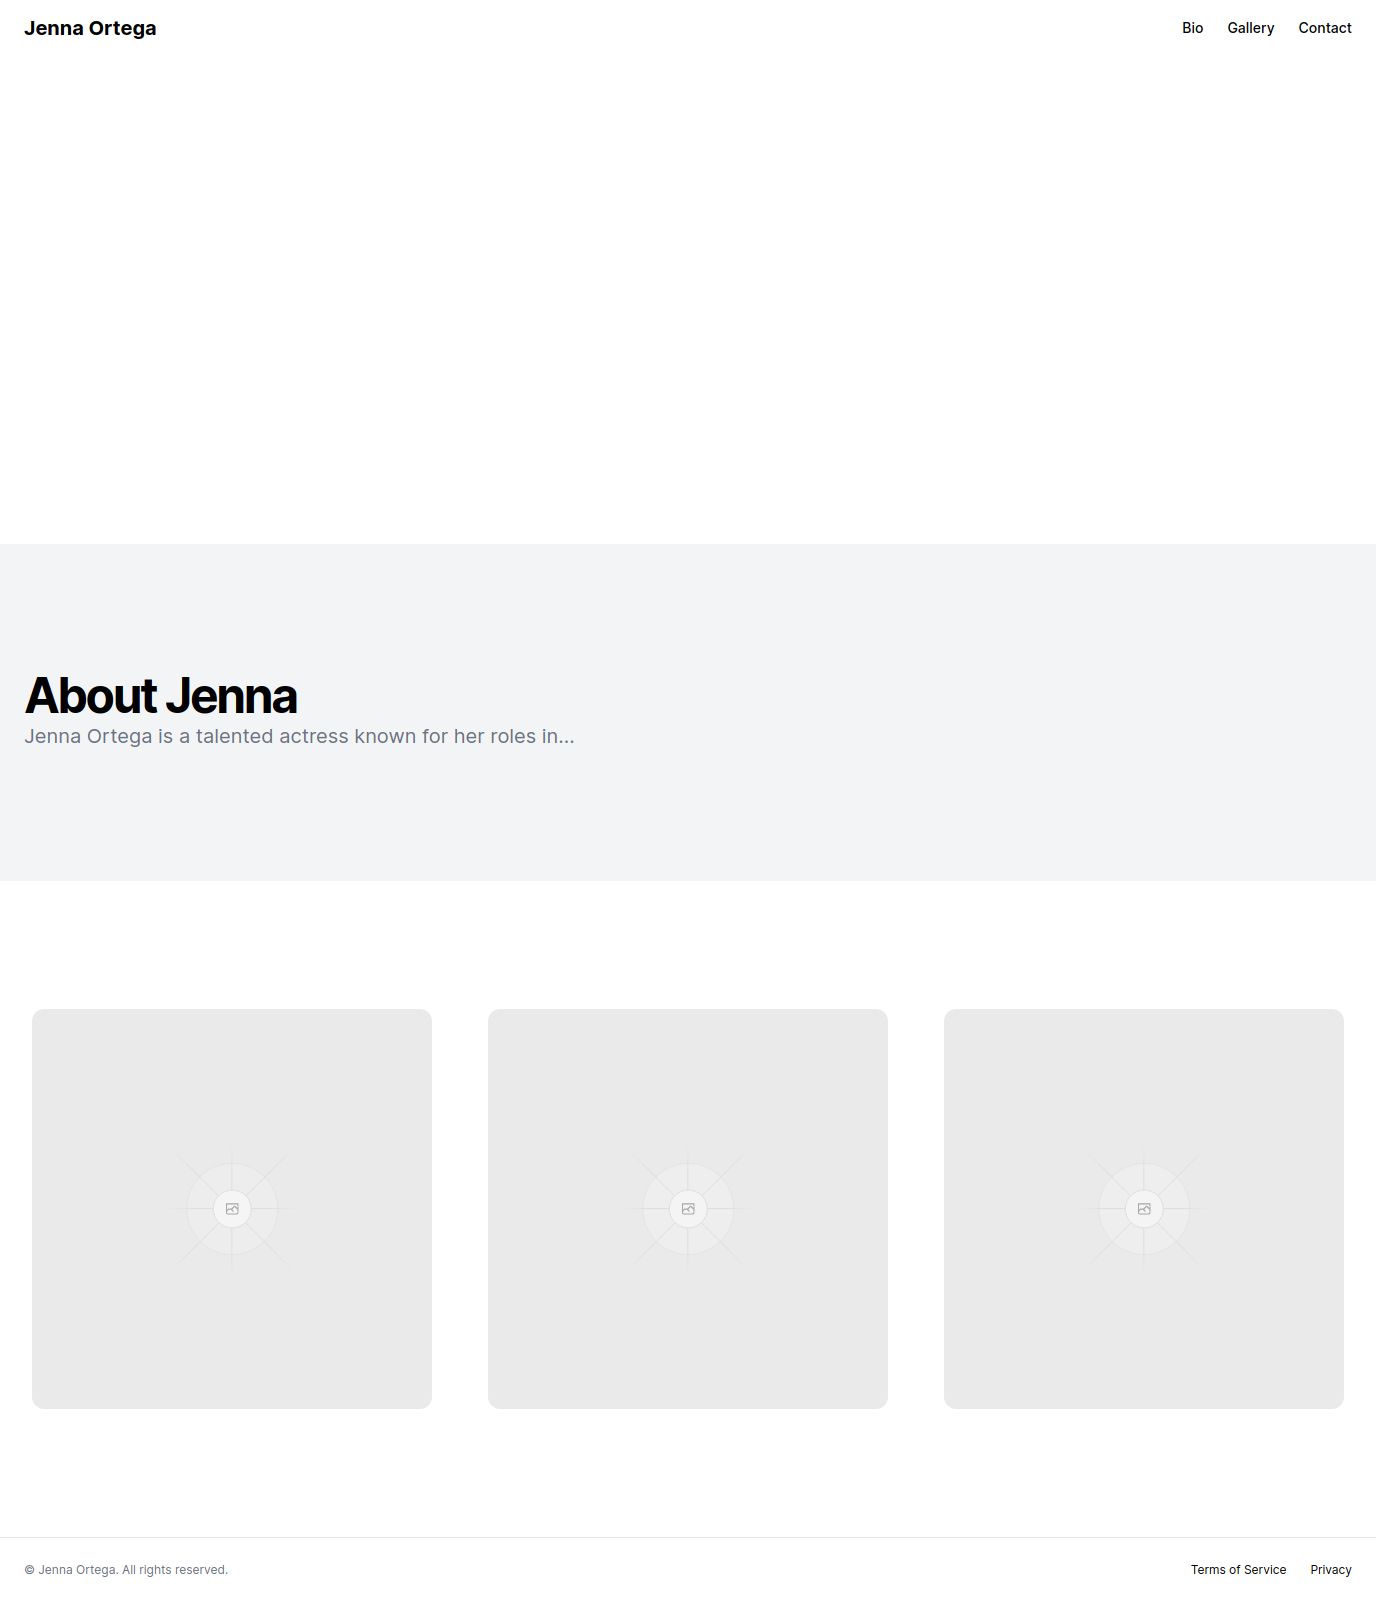 Jenna Ortega
Bio Gallery Contact
About Jenna
Jenna Ortega is a talented actress known for her roles in...
© Jenna Ortega. All rights reserved.
Terms of Service Privacy